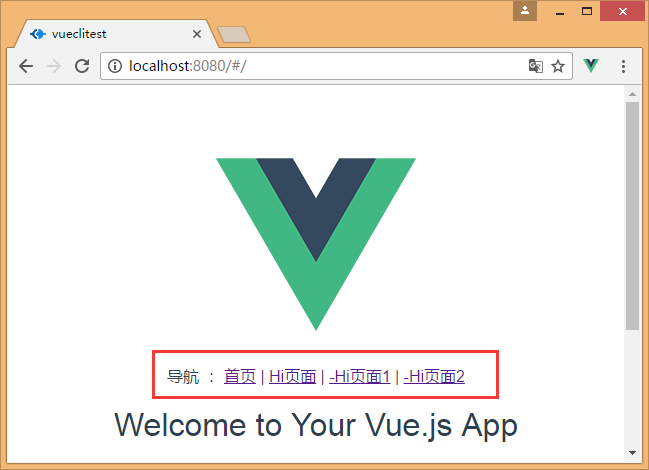 vueclitest
localhost:8080/#/
导航 ： 首页 | Hi页面 | -Hi页面1 | -Hi页面2
Welcome to Your Vue.js App